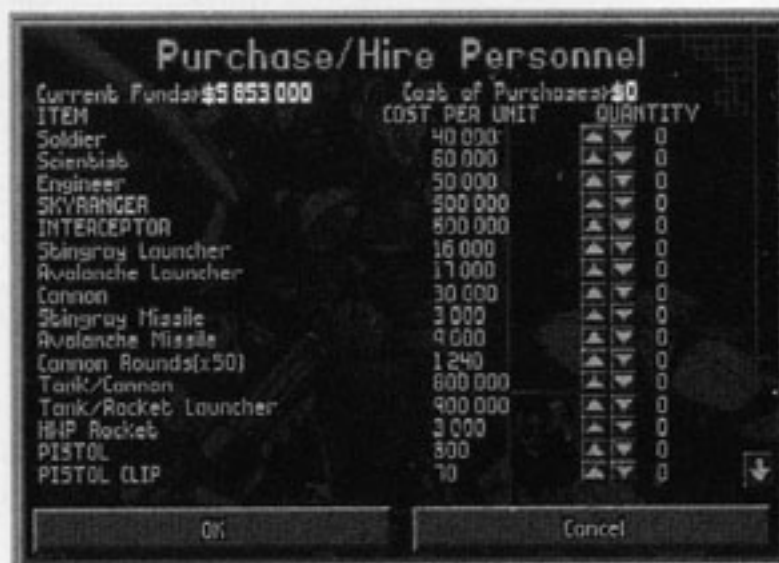 Purchase/Hire Personnel
Current Funds>$5 853 000 Cost of Purchases>$0
ITEM COST PER UNIT QUANTITY
Soldier 40 000 0
Scientist 60 000 0
Engineer 50 000 0
SKYRANGER 500 000 0
INTERCEPTOR 600 000 0
Stingray Launcher 16 000 0
Avalanche Launcher 17 000 0
Cannon 30 000 0
Stingray Missile 3 000 0
Avalanche Missile 9 000 0
Cannon Rounds(x50) 1 240 0
Tank/Cannon 800 000 0
Tank/Rocket Launcher 900 000 0
HWP Rocket 3 000 0
PISTOL 800 0
PISTOL CLIP 70 0
OK Cancel